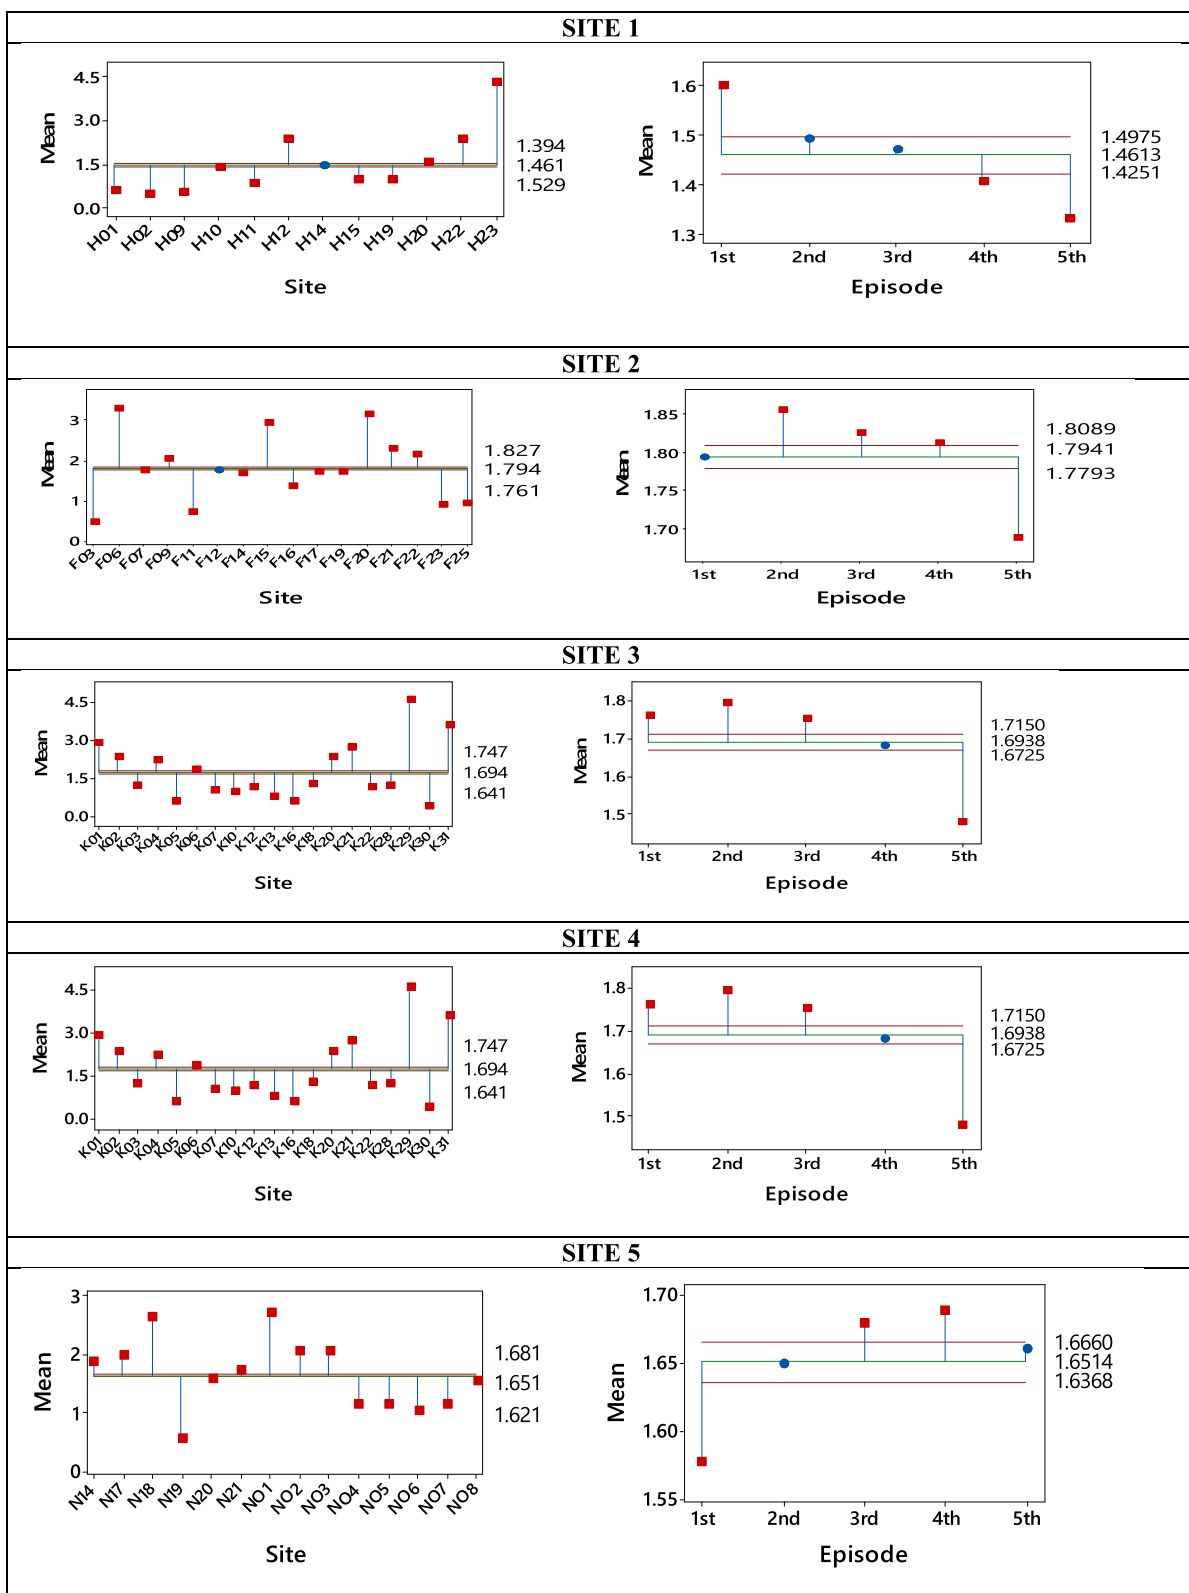 SITE 1
Mean
4.5
3.0
1.5
0.0
H01 H02 H09 H10 H11 H12 H14 H15 H19 H20 H22 H23
Site
1.394
1.461
1.529
Mean
1.6
1.5
1.4
1.3
1st 2nd 3rd 4th 5th
Episode
1.4975
1.4613
1.4251
SITE 2
Mean
3
2
1
0
F03 F06 F07 F09 F11 F12 F14 F15 F16 F17 F19 F20 F21 F22 F23 F25
Site
1.827
1.794
1.761
Mean
1.85
1.80
1.75
1.70
1st 2nd 3rd 4th 5th
Episode
1.8089
1.7941
1.7793
SITE 3
Mean
4.5
3.0
1.5
0.0
K01 K02 K03 K04 K05 K06 K07 K10 K12 K13 K16 K18 K20 K21 K22 K28 K29 K30 K31
Site
1.747
1.694
1.641
Mean
1.8
1.7
1.6
1.5
1st 2nd 3rd 4th 5th
Episode
1.7150
1.6938
1.6725
SITE 4
Mean
4.5
3.0
1.5
0.0
K01 K02 K03 K04 K05 K06 K07 K10 K12 K13 K16 K18 K20 K21 K22 K28 K29 K30 K31
Site
1.747
1.694
1.641
Mean
1.8
1.7
1.6
1.5
1st 2nd 3rd 4th 5th
Episode
1.7150
1.6938
1.6725
SITE 5
Mean
3
2
1
0
N14 N17 N18 N19 N20 N21 NO1 NO2 NO3 NO4 NO5 NO6 NO7 NO8
Site
1.681
1.651
1.621
Mean
1.70
1.65
1.60
1.55
1st 2nd 3rd 4th 5th
Episode
1.6660
1.6514
1.6368